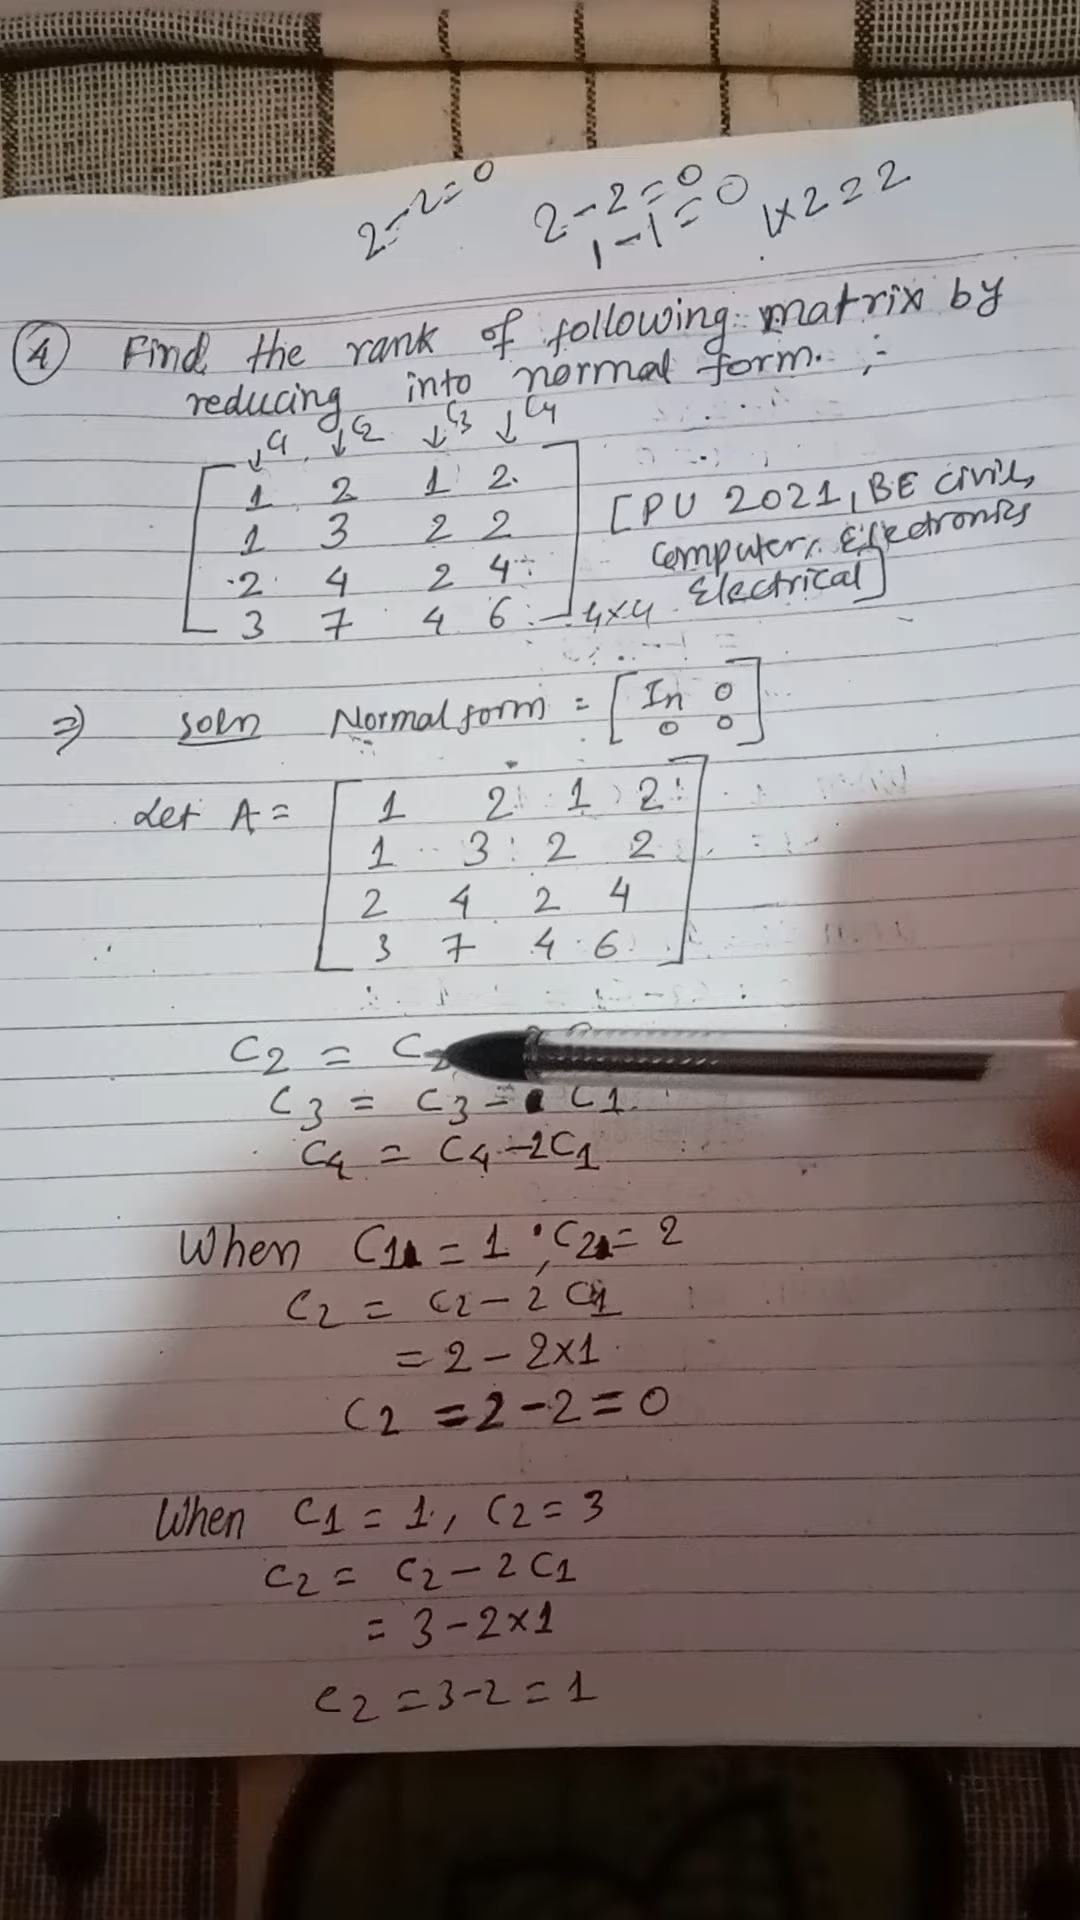 2-2=0
2-2=0
1-1=0
1×2=2
④ Find the rank of following matrix by
reducing into normal form. :-
↓C1 ↓C2 ↓C3 ↓C4
1 2 1 2
1 3 2 2
2 4 2 4
3 7 4 6 4×4
[PU 2021, BE civil,
Computer, Electronics
Electrical]
⇒ Soln Normal form = [ In 0
0 0 ]
Let A =
1 2 1 2
1 3 2 2
2 4 2 4
3 7 4 6
C2 =
C3 = C3 - C1
C4 = C4 - 2C1
When C1 = 1, C2 = 2
C2 = C2 - 2C1
= 2 - 2×1
C2 = 2-2=0
When C1 = 1, C2 = 3
C2 = C2 - 2C1
= 3 - 2×1
C2 = 3-2 = 1